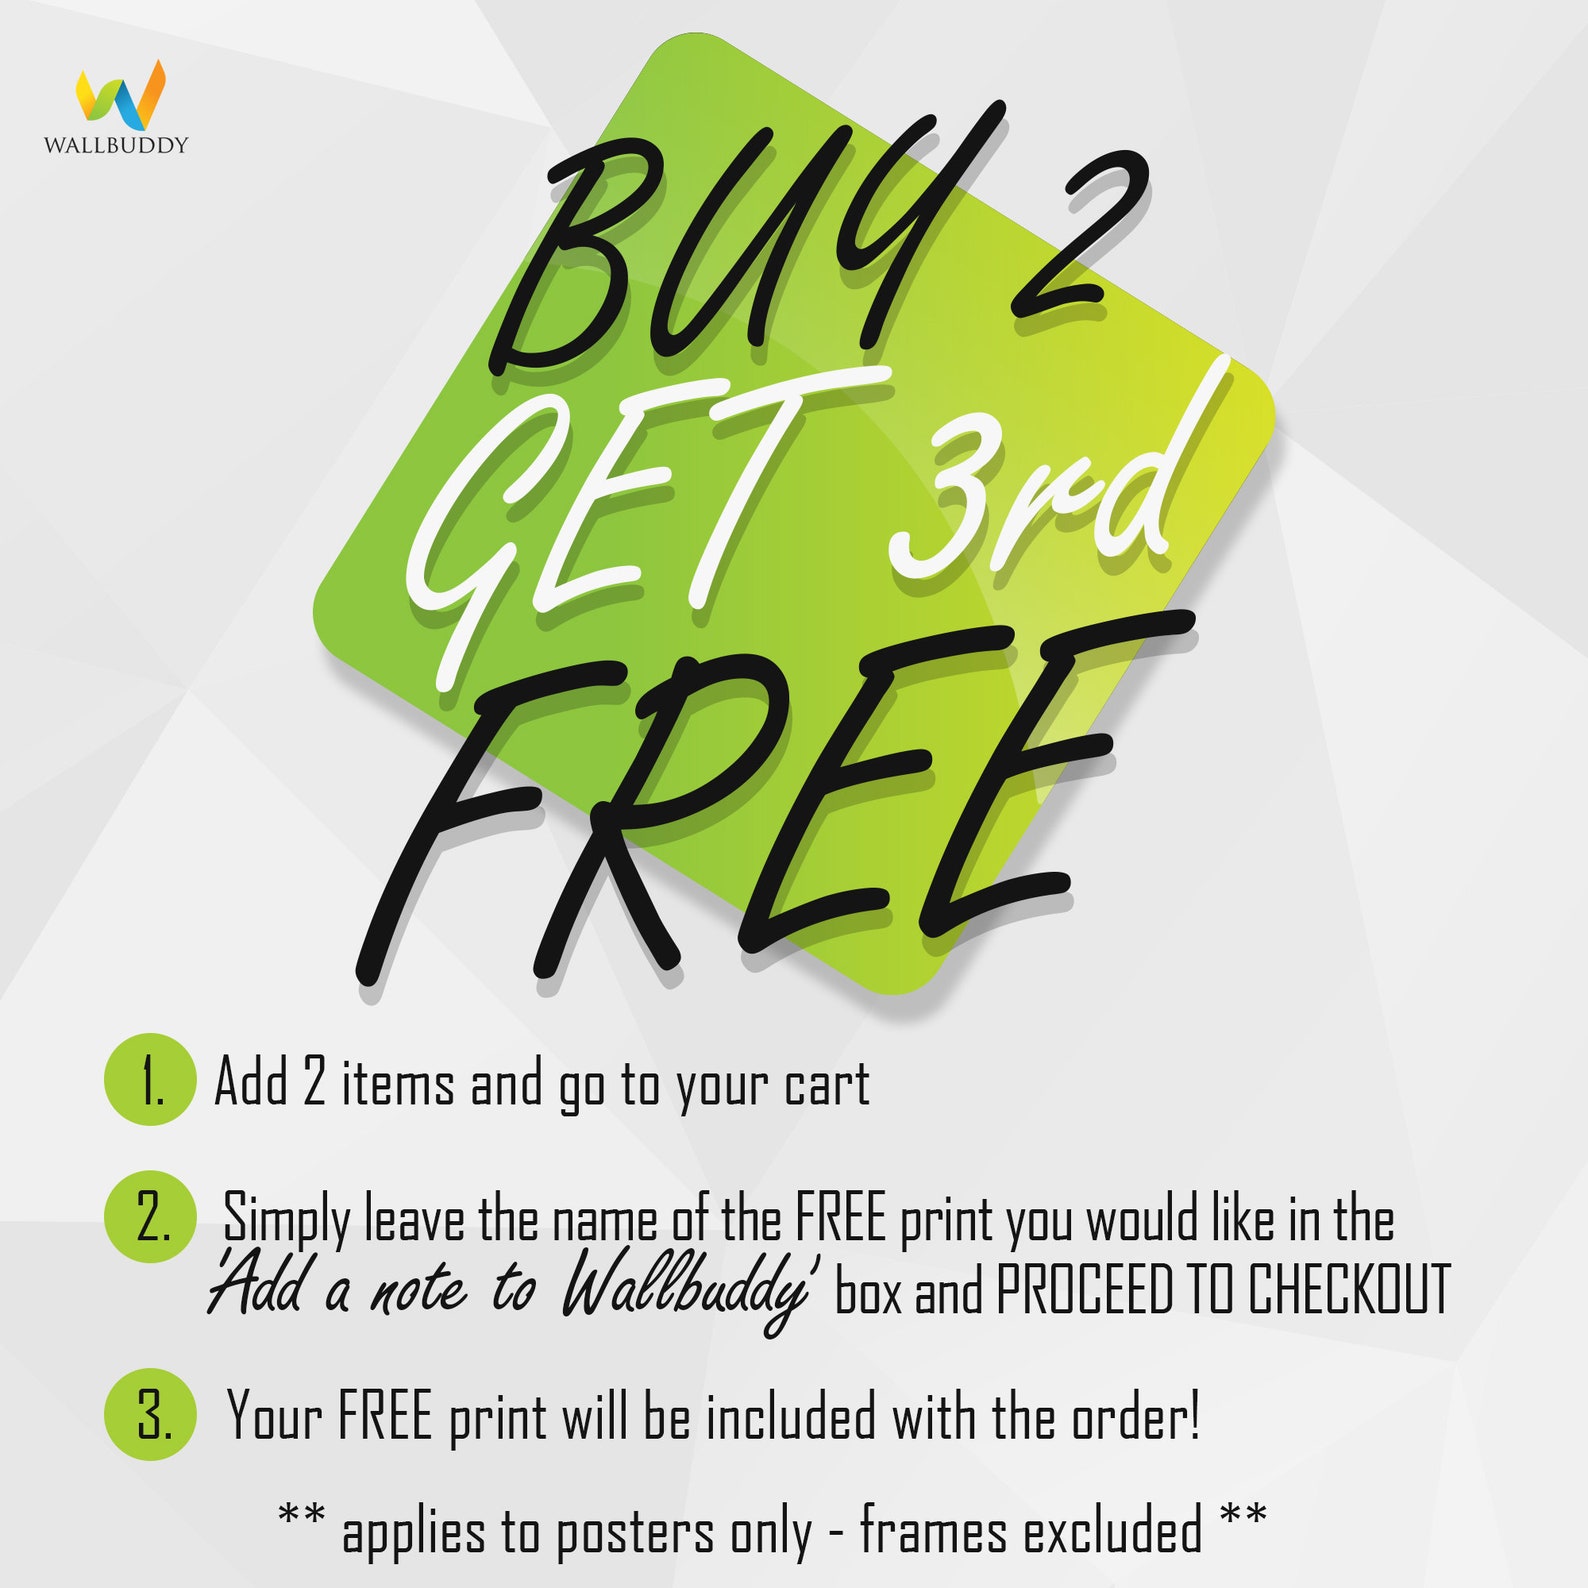 WALLBUDDY
BUY 2
GET 3rd
FREE
1. Add 2 items and go to your cart
2. Simply leave the name of the FREE print you would like in the
'Add a note to Wallbuddy' box and PROCEED TO CHECKOUT
3. Your FREE print will be included with the order!
** applies to posters only - frames excluded **